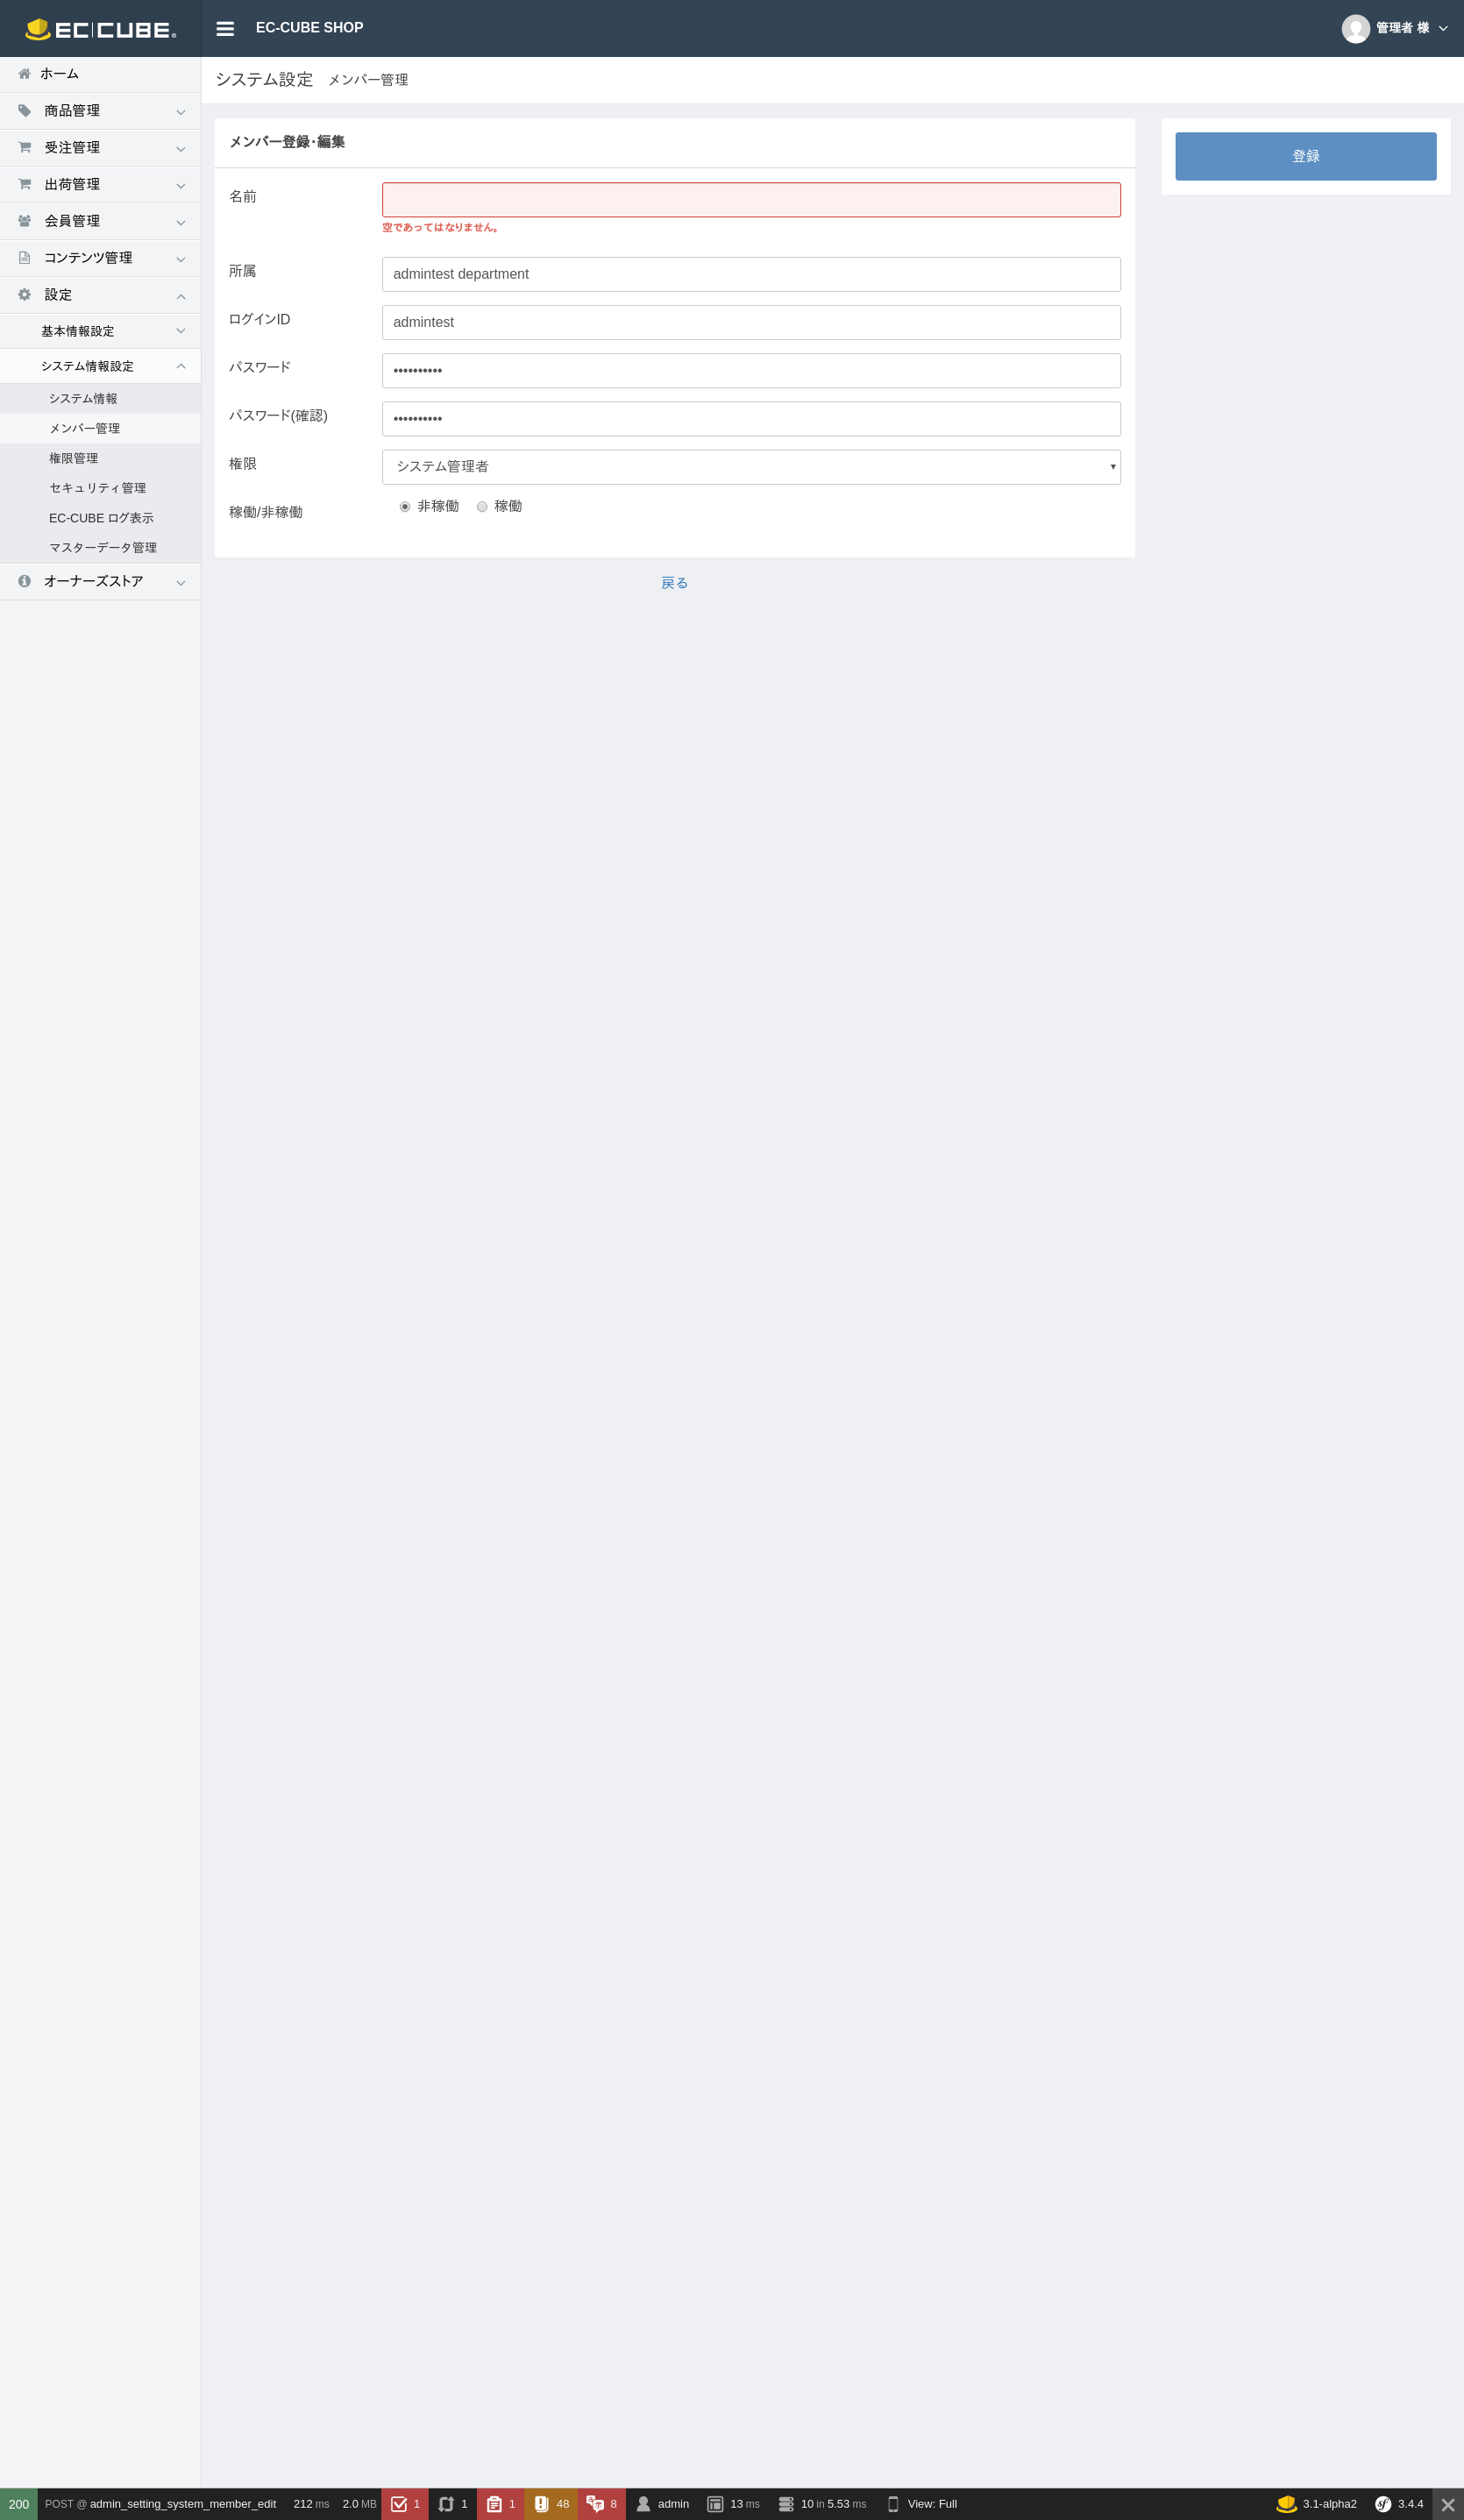 EC CUBE®
EC-CUBE SHOP
管理者 様
ホーム
商品管理
受注管理
出荷管理
会員管理
コンテンツ管理
設定
基本情報設定
システム情報設定
システム情報
メンバー管理
権限管理
セキュリティ管理
EC-CUBE ログ表示
マスターデータ管理
オーナーズストア
システム設定 メンバー管理
メンバー登録・編集
名前
空であってはなりません。
所属 admintest department
ログインID admintest
パスワード ••••••••••
パスワード(確認) ••••••••••
権限 システム管理者
稼働/非稼働 非稼働 稼働
戻る
登録
200 POST @ admin_setting_system_member_edit 212 ms 2.0 MB 1 1 1 48 8 admin 13 ms 10 in 5.53 ms View: Full 3.1-alpha2 3.4.4